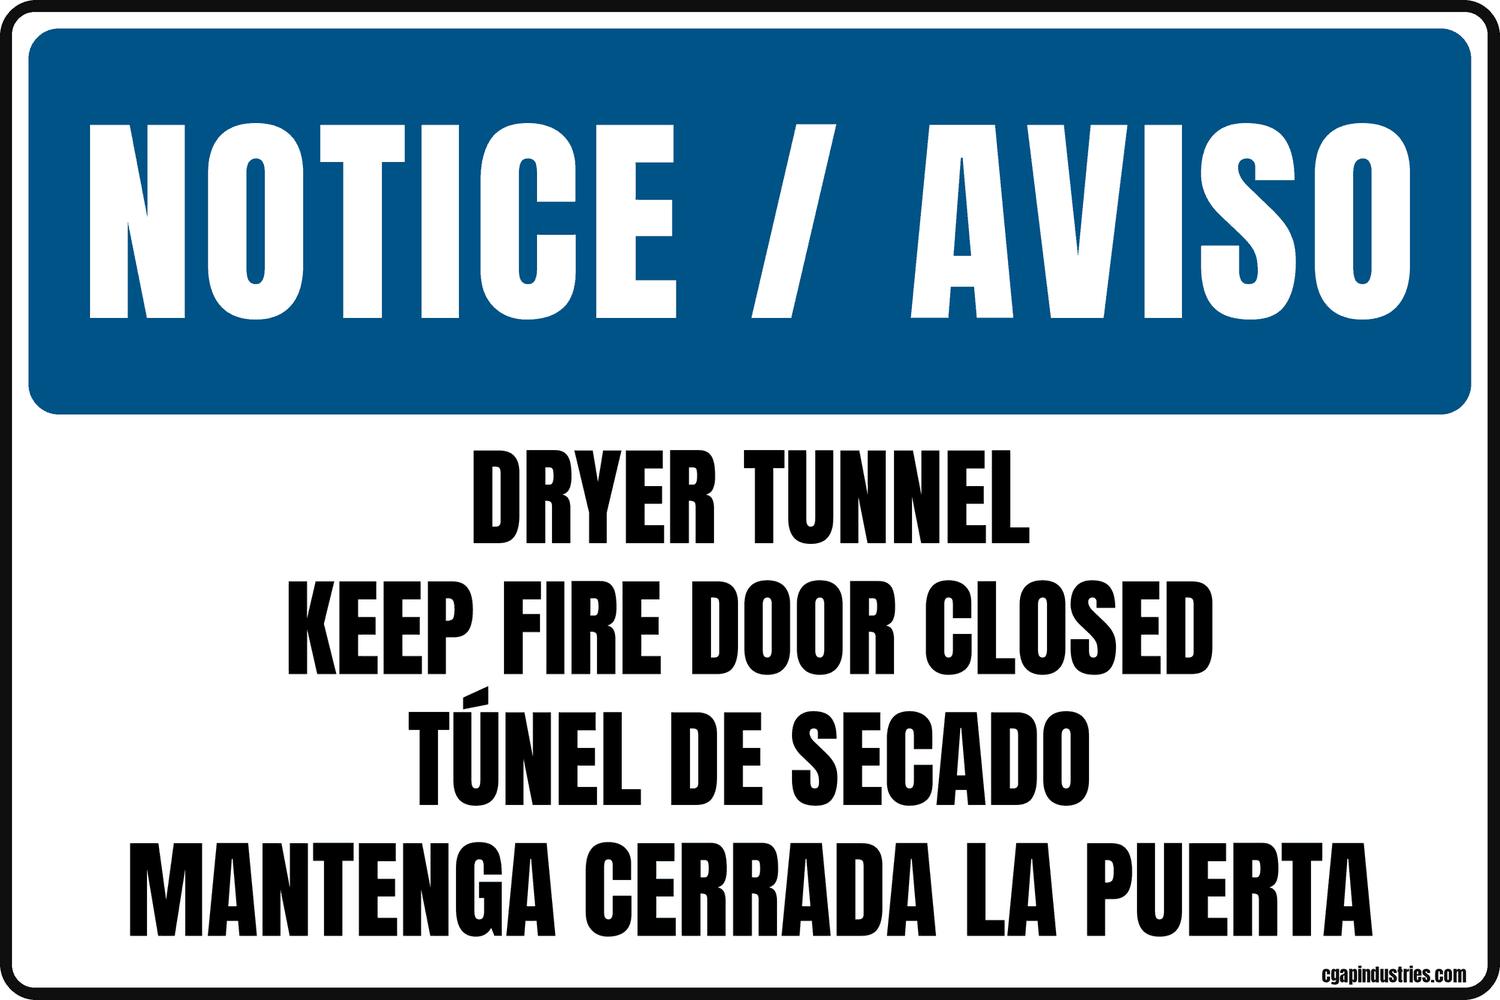 NOTICE / AVISO
DRYER TUNNEL
KEEP FIRE DOOR CLOSED
TÚNEL DE SECADO
MANTENGA CERRADA LA PUERTA
cgapindustries.com